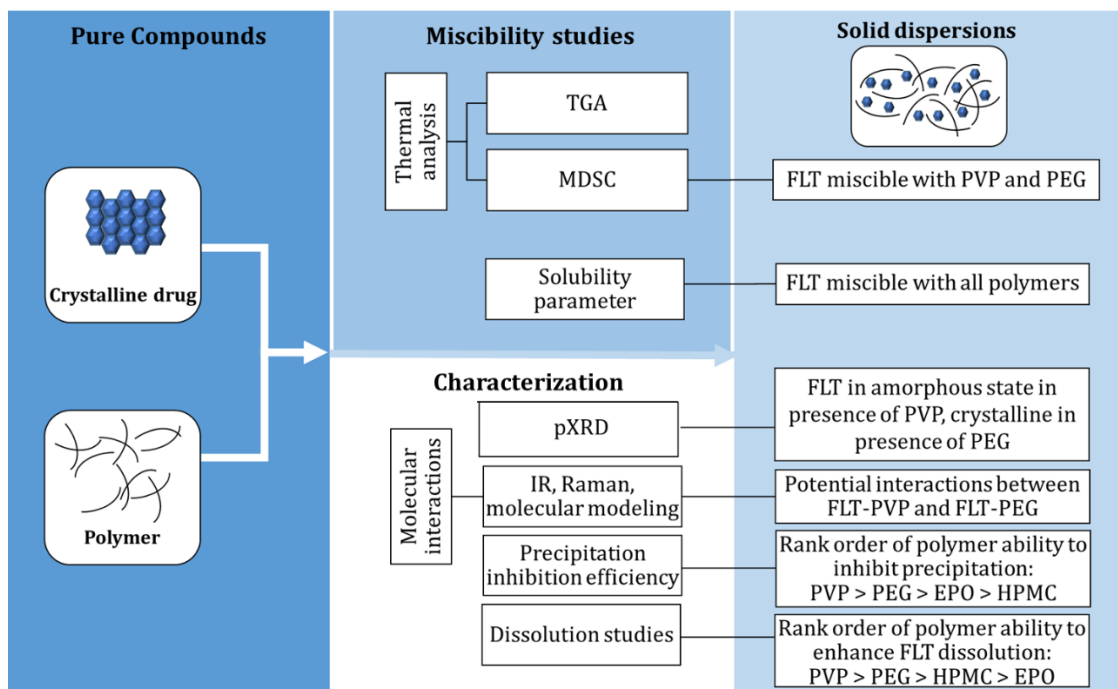 Pure Compounds
Crystalline drug
Polymer
Miscibility studies
Thermal
analysis
TGA
MDSC
Solubility
parameter
Characterization
Molecular
interactions
pXRD
IR, Raman,
molecular modeling
Precipitation
inhibition efficiency
Dissolution studies
Solid dispersions
FLT miscible with PVP and PEG
FLT miscible with all polymers
FLT in amorphous state in
presence of PVP, crystalline in
presence of PEG
Potential interactions between
FLT-PVP and FLT-PEG
Rank order of polymer ability to
inhibit precipitation:
PVP > PEG > EPO > HPMC
Rank order of polymer ability to
enhance FLT dissolution:
PVP > PEG > HPMC > EPO